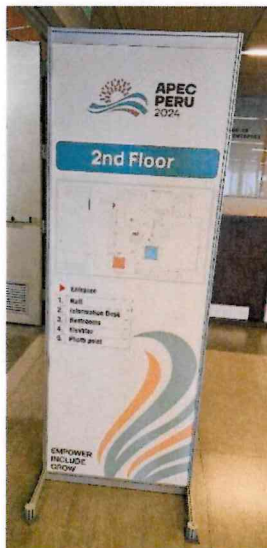 APEC
PERU
2024
2nd Floor
1. Hall
2. Information Desk
3. Restrooms
4. Elevator
5. Photo point
EMPOWER
INCLUDE
GROW